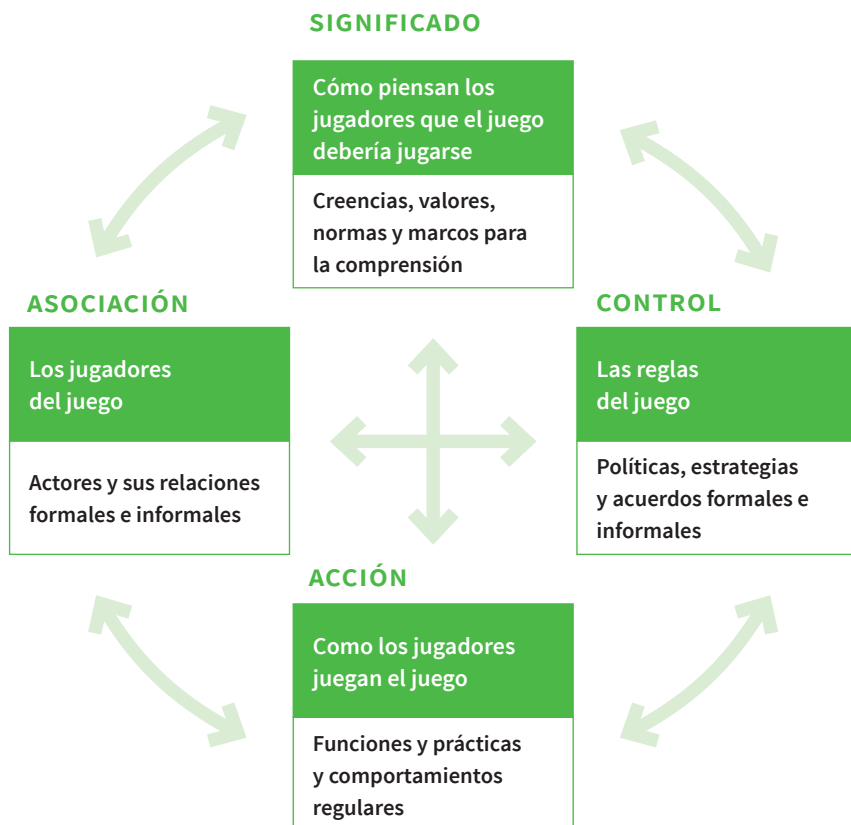 SIGNIFICADO
Cómo piensan los
jugadores que el juego
debería jugarse
Creencias, valores,
normas y marcos para
la comprensión
ASOCIACIÓN
Los jugadores
del juego
Actores y sus relaciones
formales e informales
CONTROL
Las reglas
del juego
Políticas, estrategias
y acuerdos formales e
informales
ACCIÓN
Como los jugadores
juegan el juego
Funciones y prácticas
y comportamientos
regulares